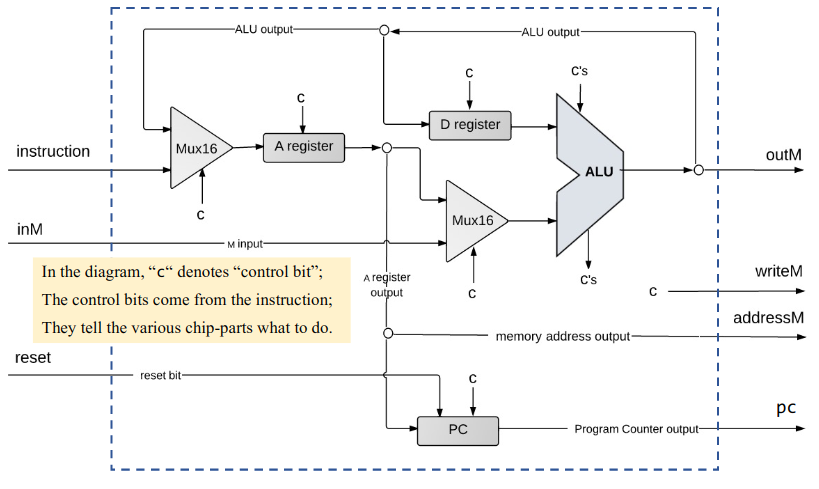 ALU output
ALU output
c
c's
c
D register
instruction
Mux16
A register
ALU
outM
c
Mux16
inM
M input
In the diagram, “c“ denotes “control bit”;
The control bits come from the instruction;
They tell the various chip-parts what to do.
A register
output
c
c's
c
writeM
addressM
memory address output
reset
reset bit
c
pc
PC
Program Counter output